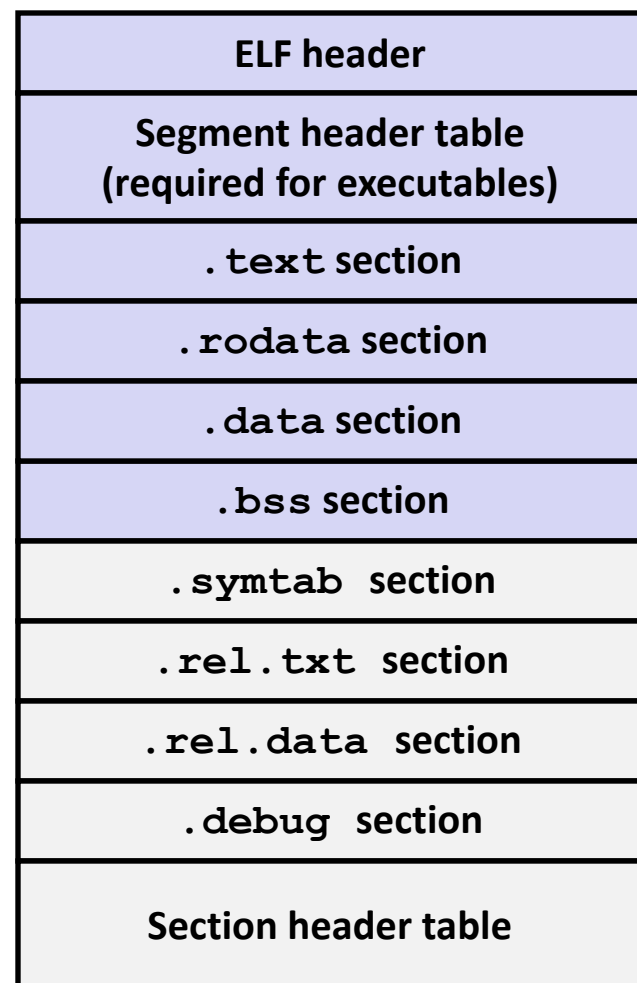 ELF header
Segment header table
(required for executables)
.text section
.rodata section
.data section
.bss section
.symtab section
.rel.txt section
.rel.data section
.debug section
Section header table